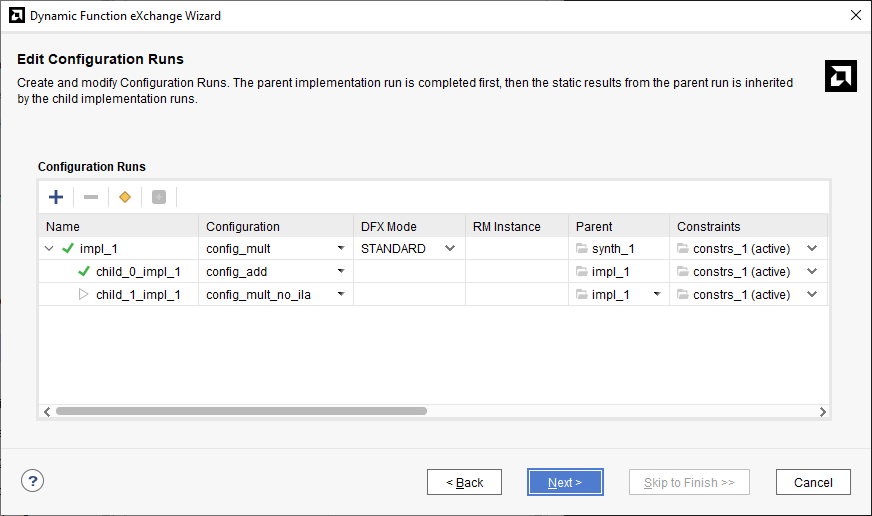 Dynamic Function eXchange Wizard
Edit Configuration Runs
Create and modify Configuration Runs. The parent implementation run is completed first, then the static results from the parent run is inherited
by the child implementation runs.
Configuration Runs
Name Configuration DFX Mode RM Instance Parent Constraints
impl_1 config_mult STANDARD synth_1 constrs_1 (active)
child_0_impl_1 config_add impl_1 constrs_1 (active)
child_1_impl_1 config_mult_no_ila impl_1 constrs_1 (active)
? < Back Next > Skip to Finish >> Cancel